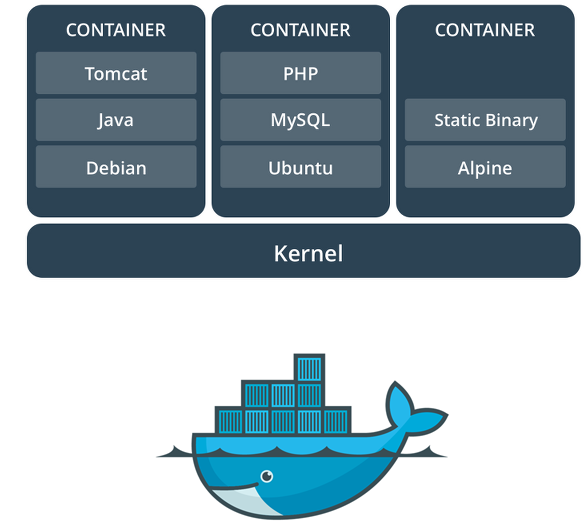 CONTAINER
Tomcat
Java
Debian
CONTAINER
PHP
MySQL
Ubuntu
CONTAINER
Static Binary
Alpine
Kernel